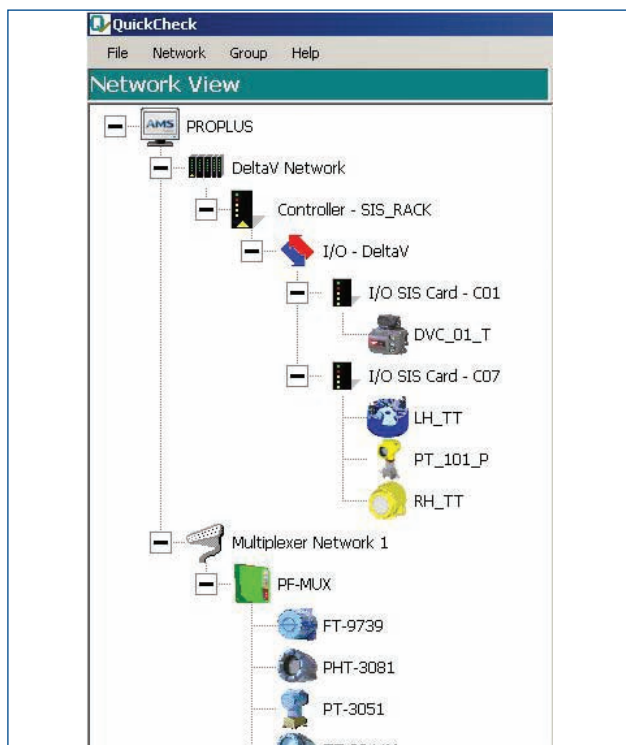 QuickCheck
File Network Group Help
Network View
AMS PROPLUS
DeltaV Network
Controller - SIS_RACK
I/O - DeltaV
I/O SIS Card - C01
DVC_01_T
I/O SIS Card - C07
LH_TT
PT_101_P
RH_TT
Multiplexer Network 1
PF-MUX
FT-9739
PHT-3081
PT-3051